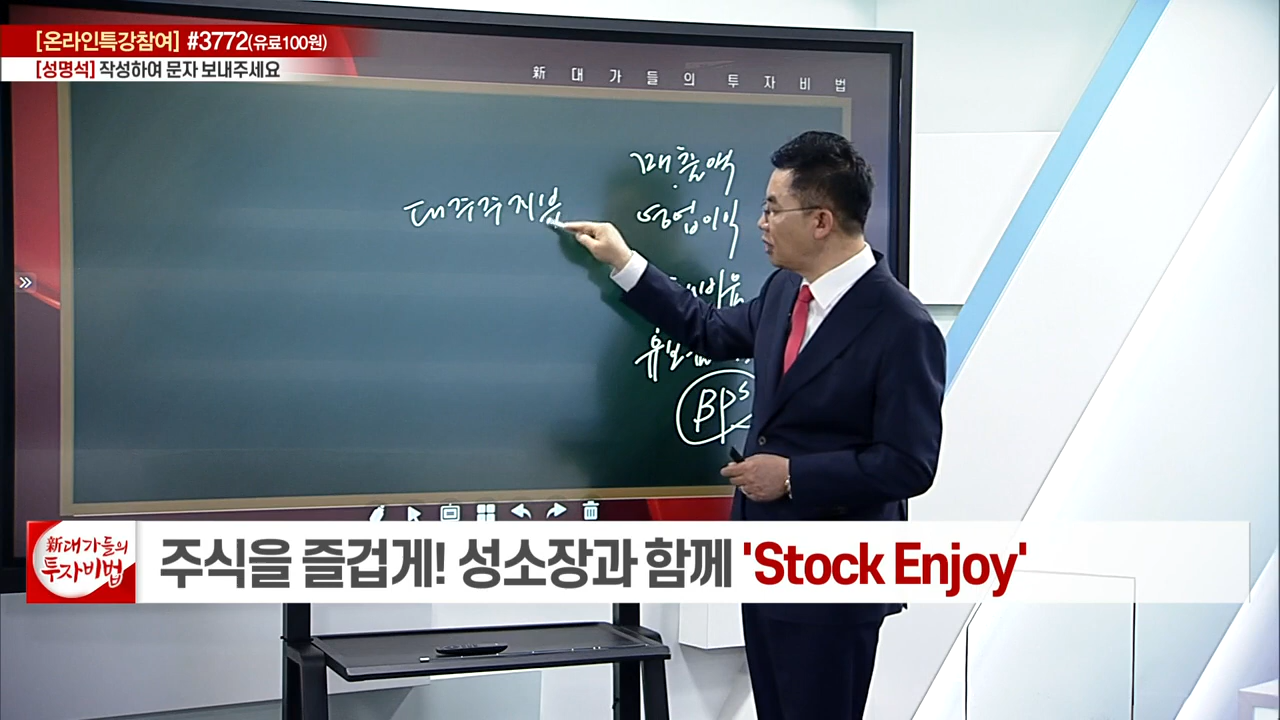 [온라인특강참여] #3772(유료100원)
[성명석] 작성하여 문자 보내주세요
新대가들의투자비법
매출액
대주주지분
영업이익
BPS
新대가들의
투자비법
주식을 즐겁게! 성소장과 함께 'Stock Enjoy'